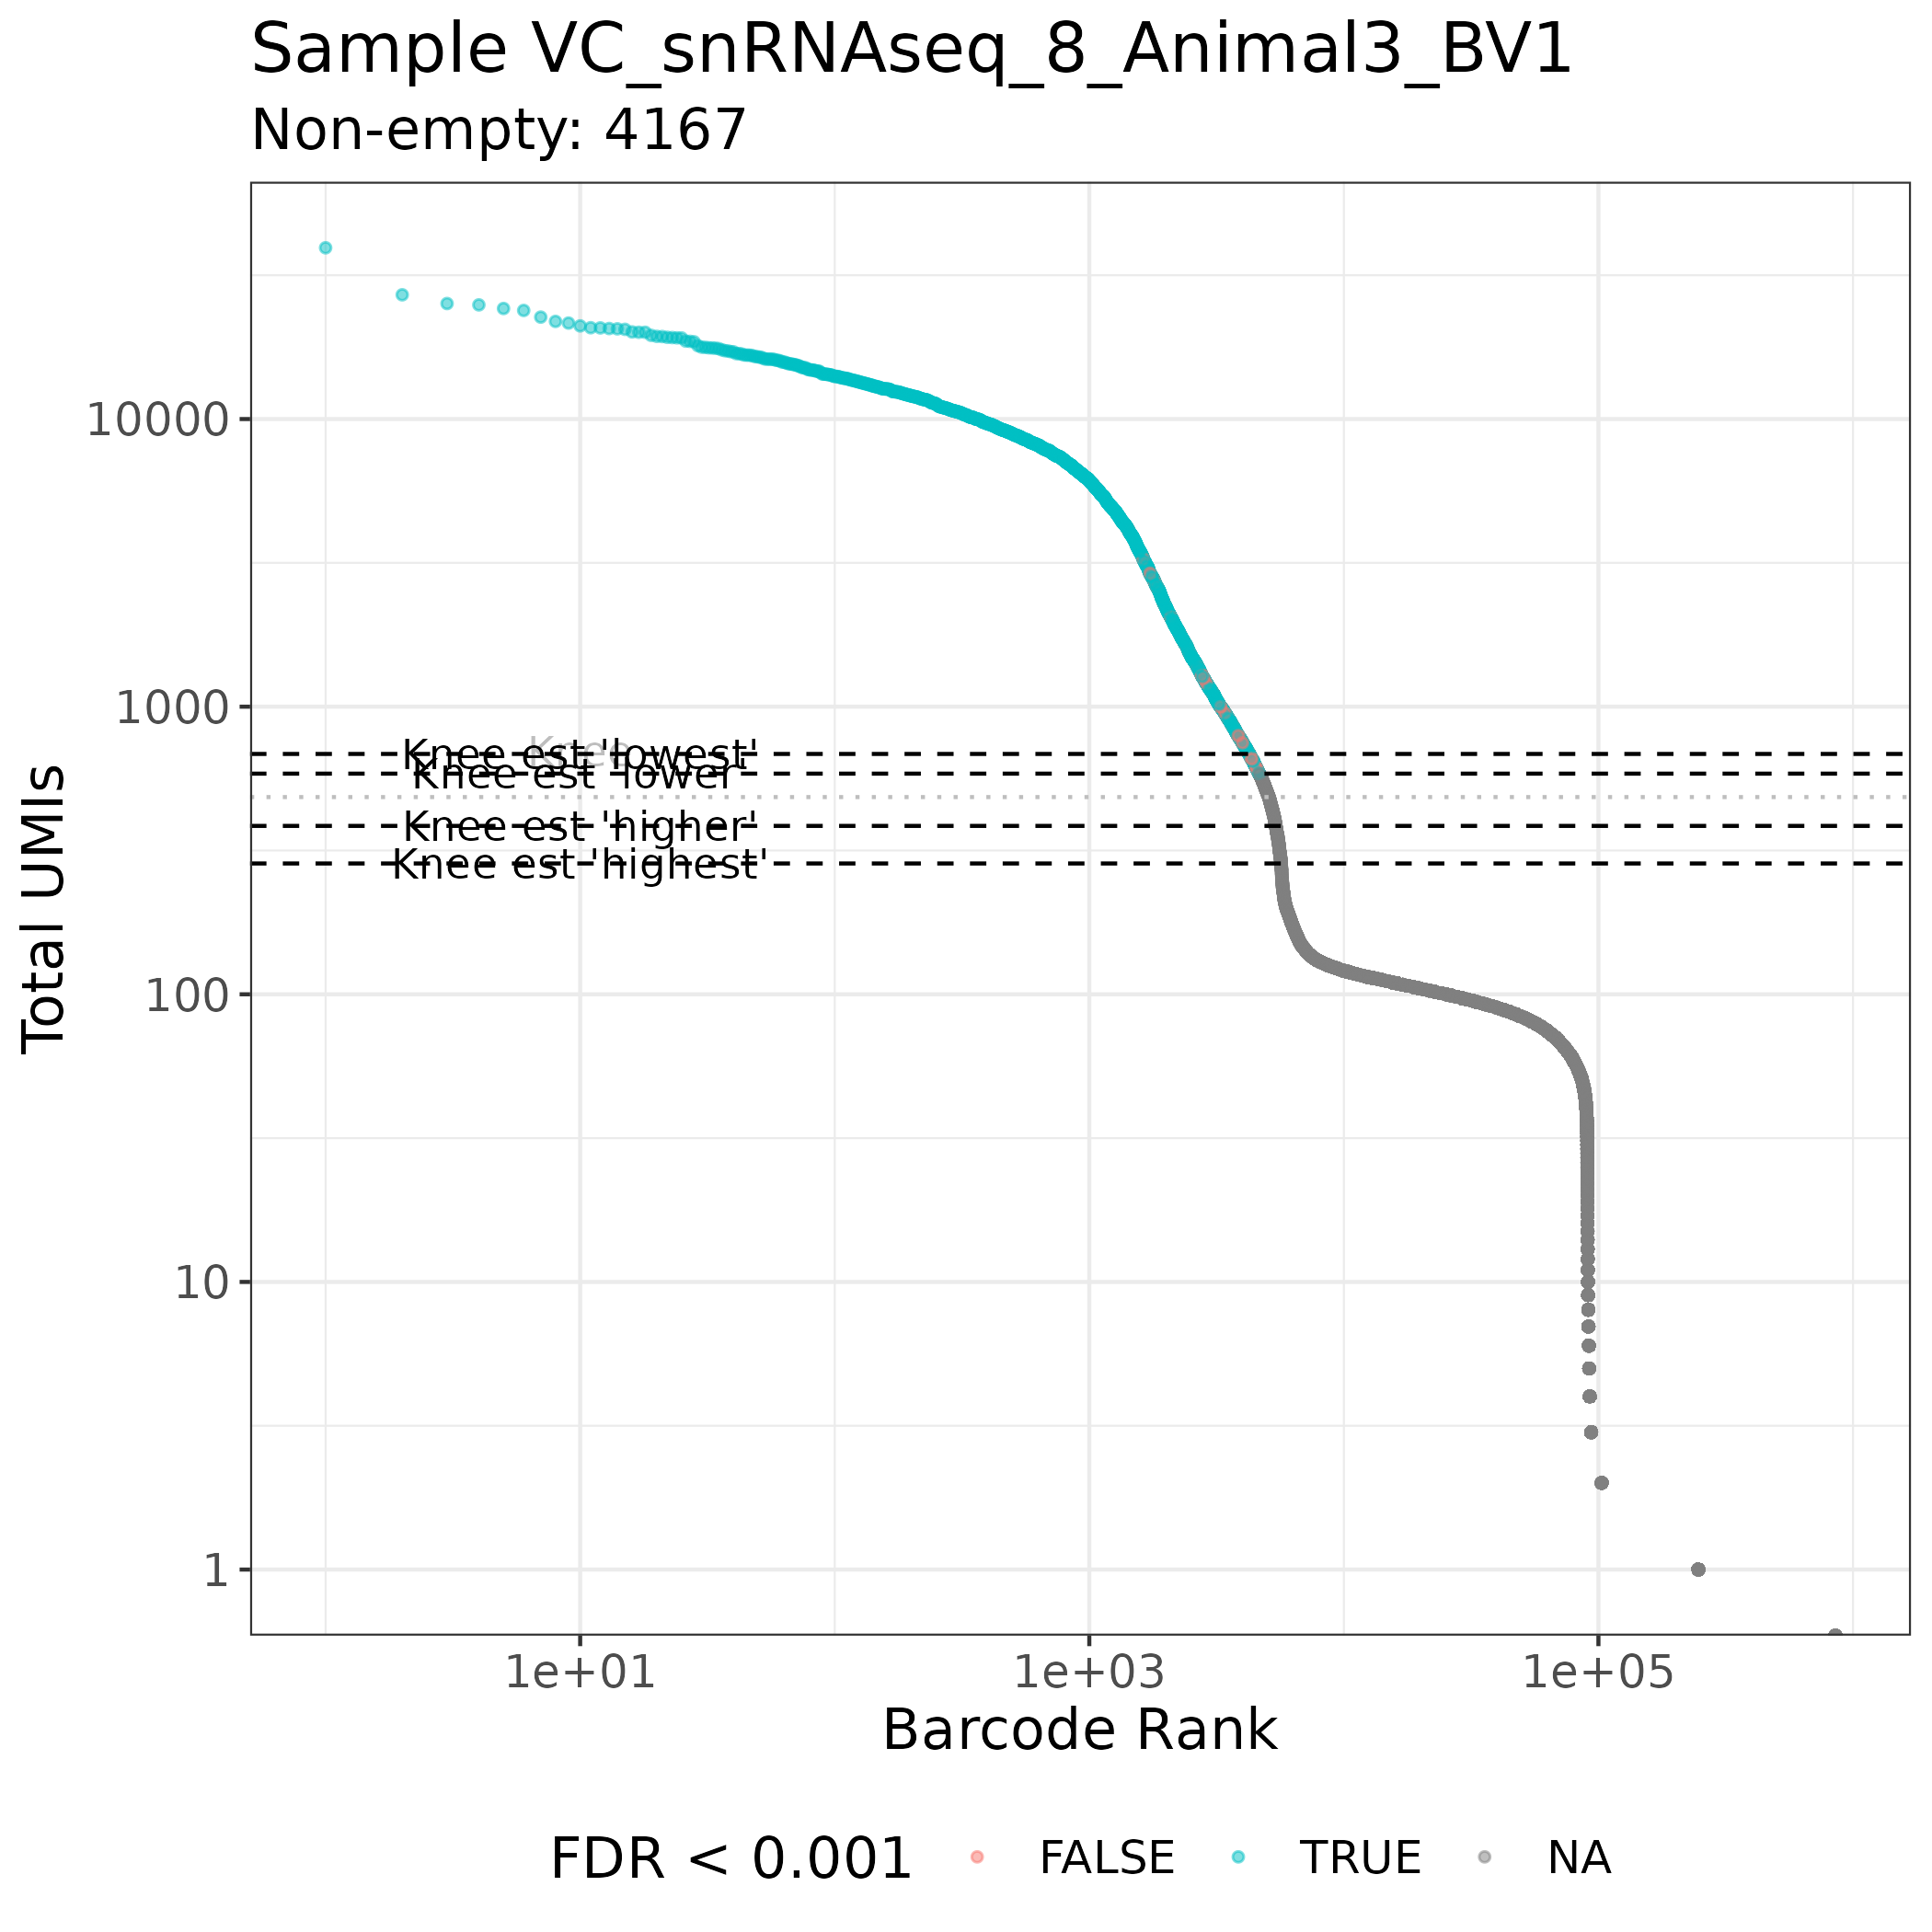 Sample VC_snRNAseq_8_Animal3_BV1
Non-empty: 4167
Total UMIs
10000
1000
100
10
1
Knee
Knee est 'lowest'
Knee est 'lower'
Knee est 'higher'
Knee est 'highest'
1e+01 1e+03 1e+05
Barcode Rank
FDR < 0.001 FALSE TRUE NA